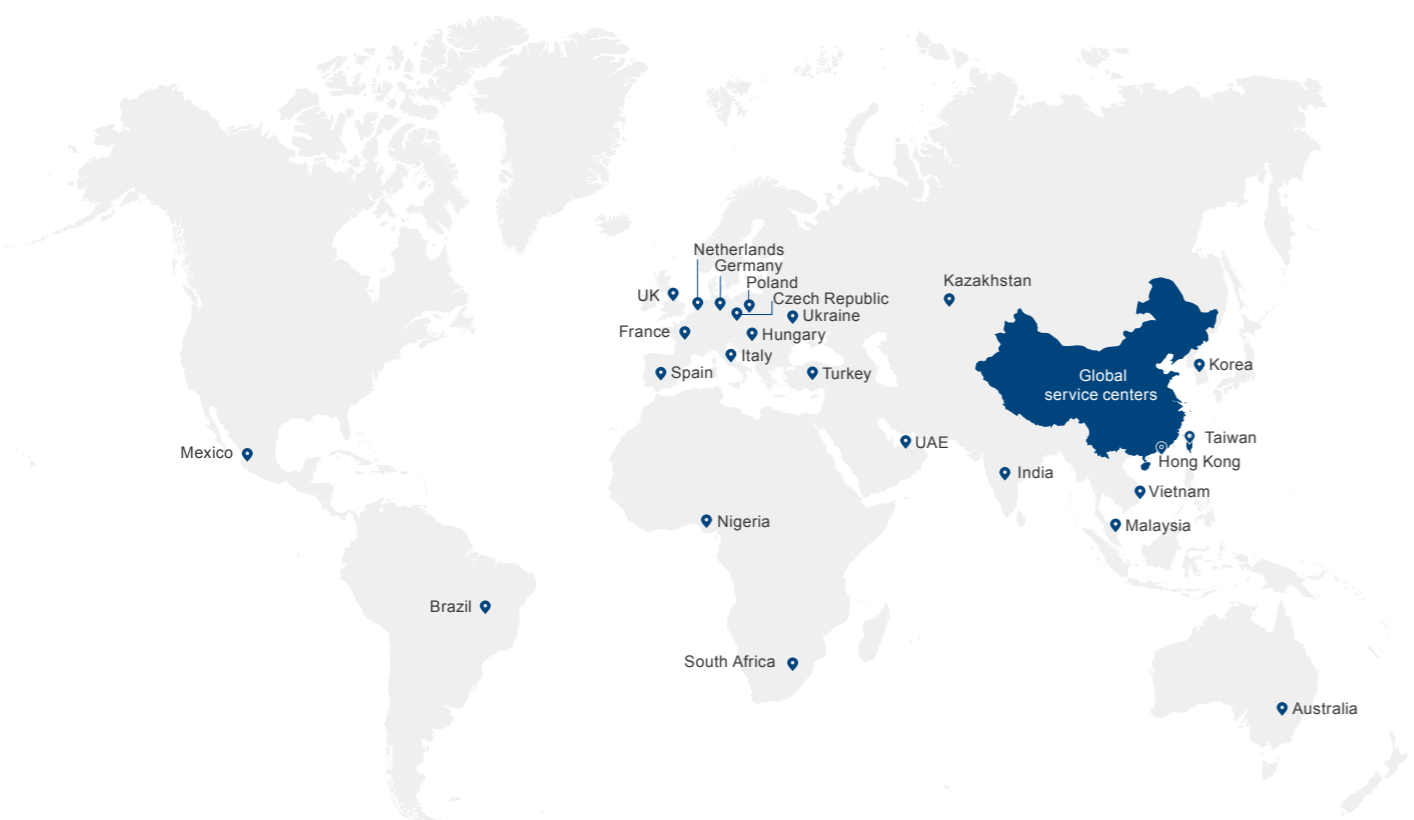 Netherlands
Germany
Poland
Kazakhstan
UK
Czech Republic
Ukraine
France
Hungary
Italy
Korea
Spain
Turkey
Global
service centers
Taiwan
UAE
Mexico
Hong Kong
India
Vietnam
Nigeria
Malaysia
Brazil
South Africa
Australia